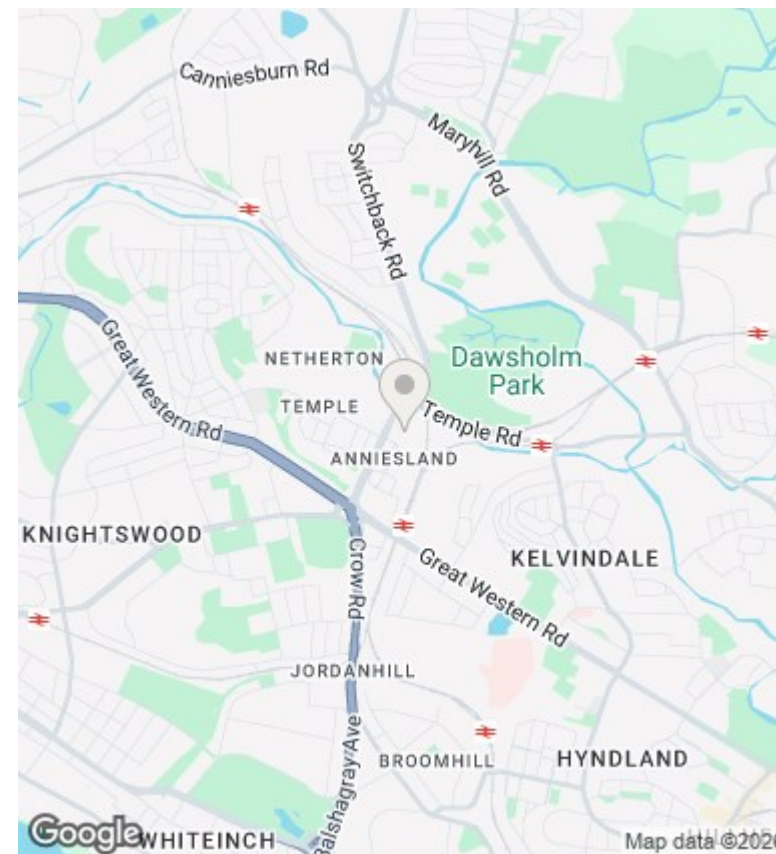 Canniesburn Rd
Maryhill Rd
Switchback Rd
Great Western Rd
NETHERTON
Dawsholm
Park
TEMPLE
Temple Rd
ANNIESLAND
KNIGHTSWOOD
Crow Rd
Great Western Rd
KELVINDALE
JORDANHILL
Balshagray Ave
BROOMHILL
HYNDLAND
Google
WHITEINCH
Map data ©2026